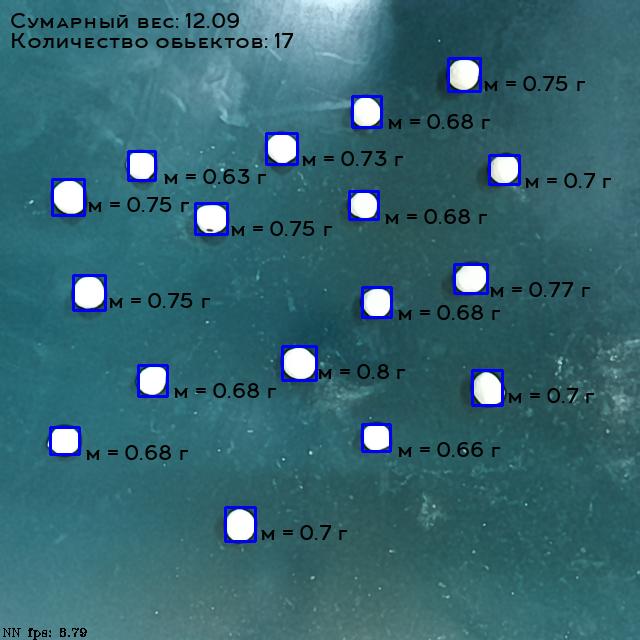 Сумарный вес: 12.09
Количество обьектов: 17
м = 0.75 г
м = 0.68 г
м = 0.73 г
м = 0.63 г
м = 0.7 г
м = 0.75 г
м = 0.68 г
м = 0.75 г
м = 0.77 г
м = 0.75 г
м = 0.68 г
м = 0.8 г
м = 0.68 г
м = 0.7 г
м = 0.66 г
м = 0.68 г
м = 0.7 г
NN fps: 8.79